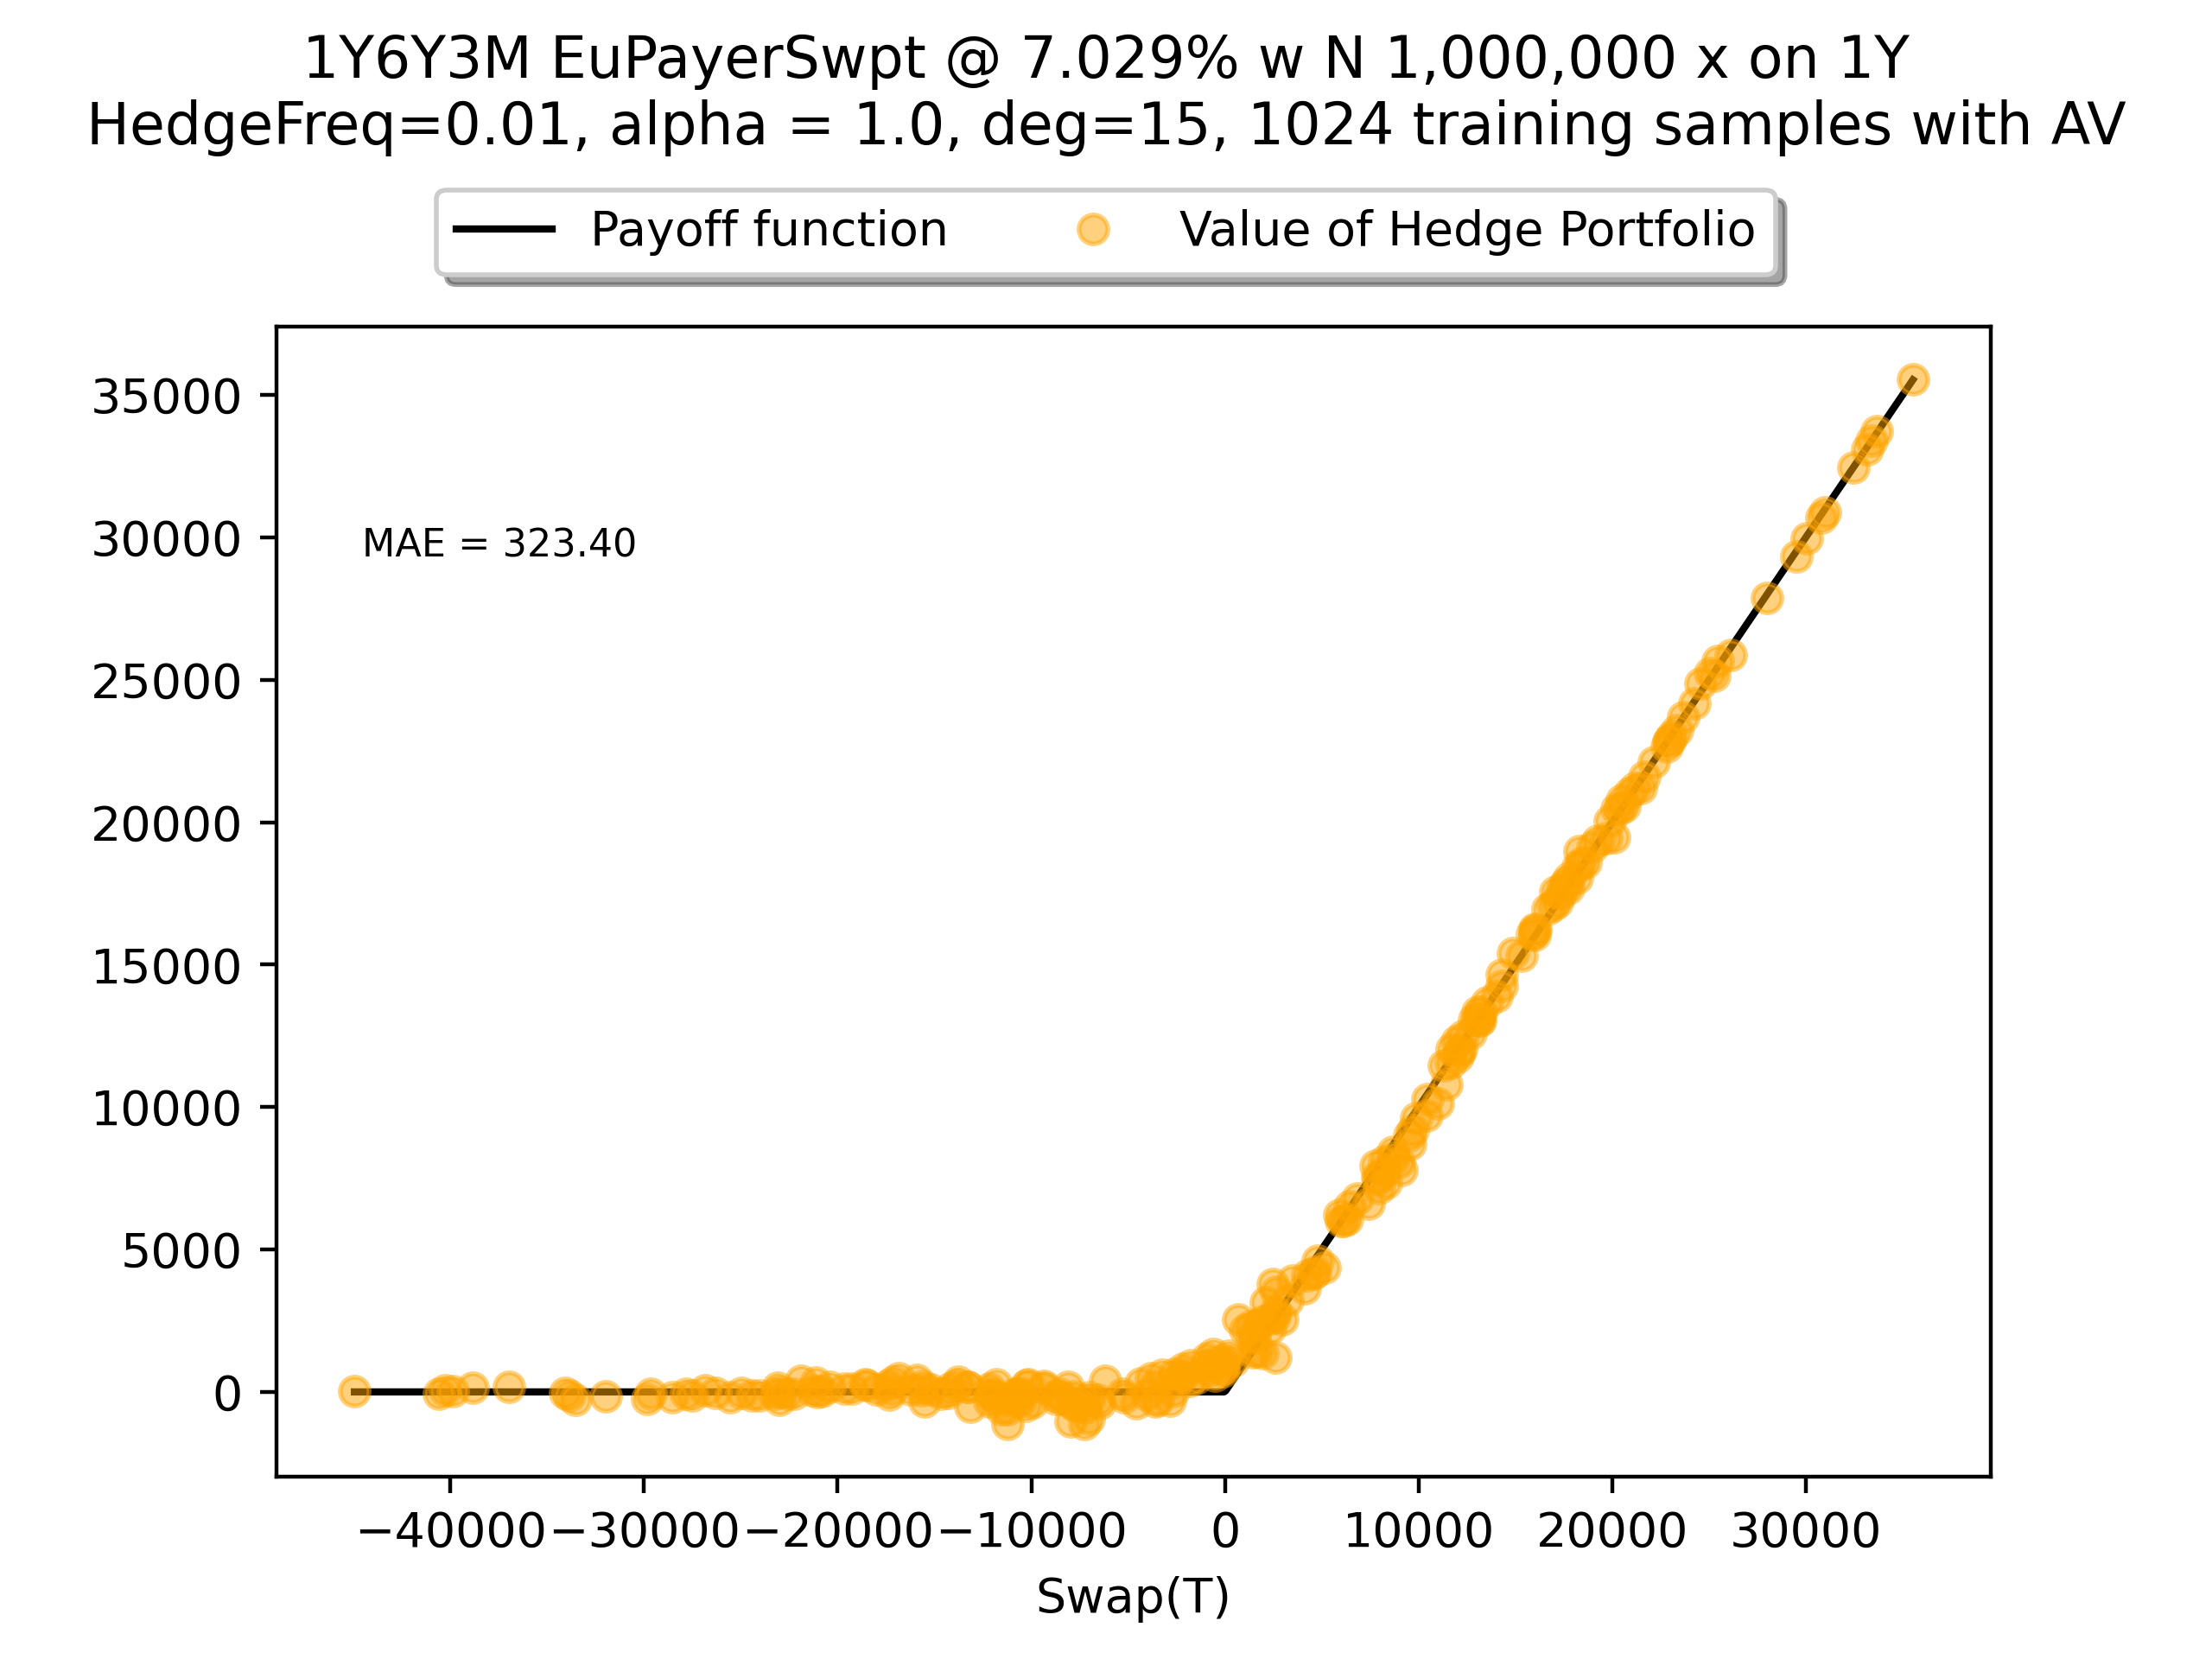 1Y6Y3M EuPayerSwpt @ 7.029% w N 1,000,000 x on 1Y
HedgeFreq=0.01, alpha = 1.0, deg=15, 1024 training samples with AV
Payoff function
Value of Hedge Portfolio
35000
30000
25000
20000
15000
10000
5000
0
MAE = 323.40
−40000
−30000
−20000
−10000
0
10000
20000
30000
Swap(T)